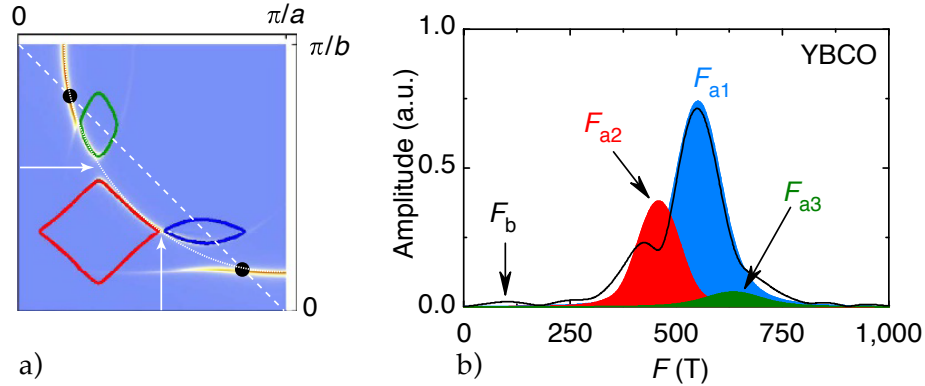 0
π/a
π/b
0
a)
YBCO
Amplitude (a.u.)
1.0
0.5
0.0
F_b
F_a2
F_a1
F_a3
0
250
500
750
1,000
F (T)
b)